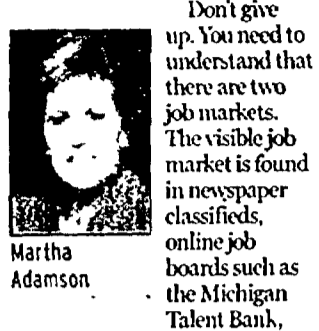 Don't give
up. You need to
understand that
there are two
job markets.
The visible job
market is found
in newspaper
classifieds,
online job
boards such as
the Michigan
Talent Bank,
Martha
Adamson